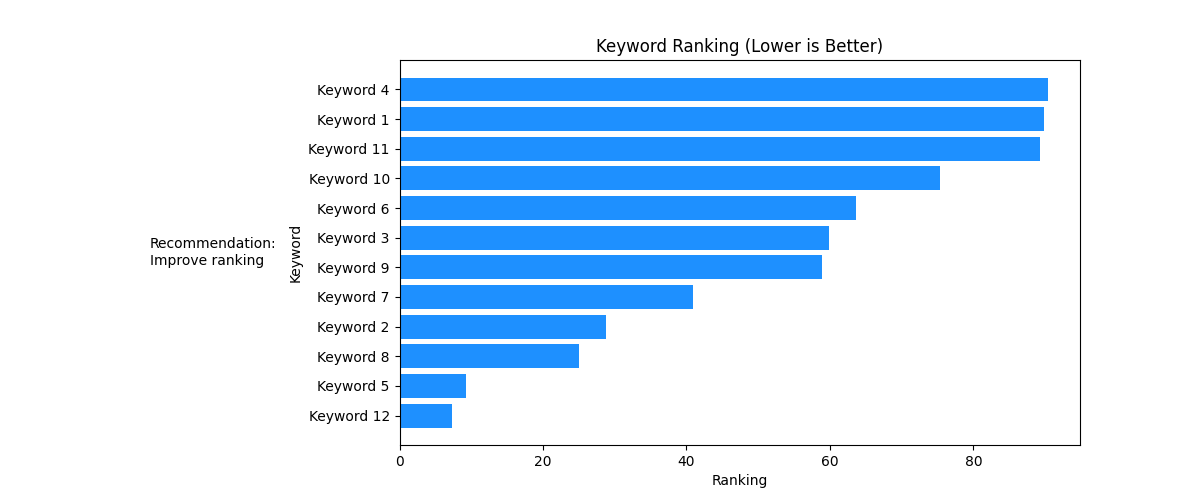 Keyword Ranking (Lower is Better)
Keyword 4
Keyword 1
Keyword 11
Keyword 10
Keyword 6
Keyword 3
Keyword 9
Keyword 7
Keyword 2
Keyword 8
Keyword 5
Keyword 12
Keyword
Recommendation:
Improve ranking
0 20 40 60 80
Ranking